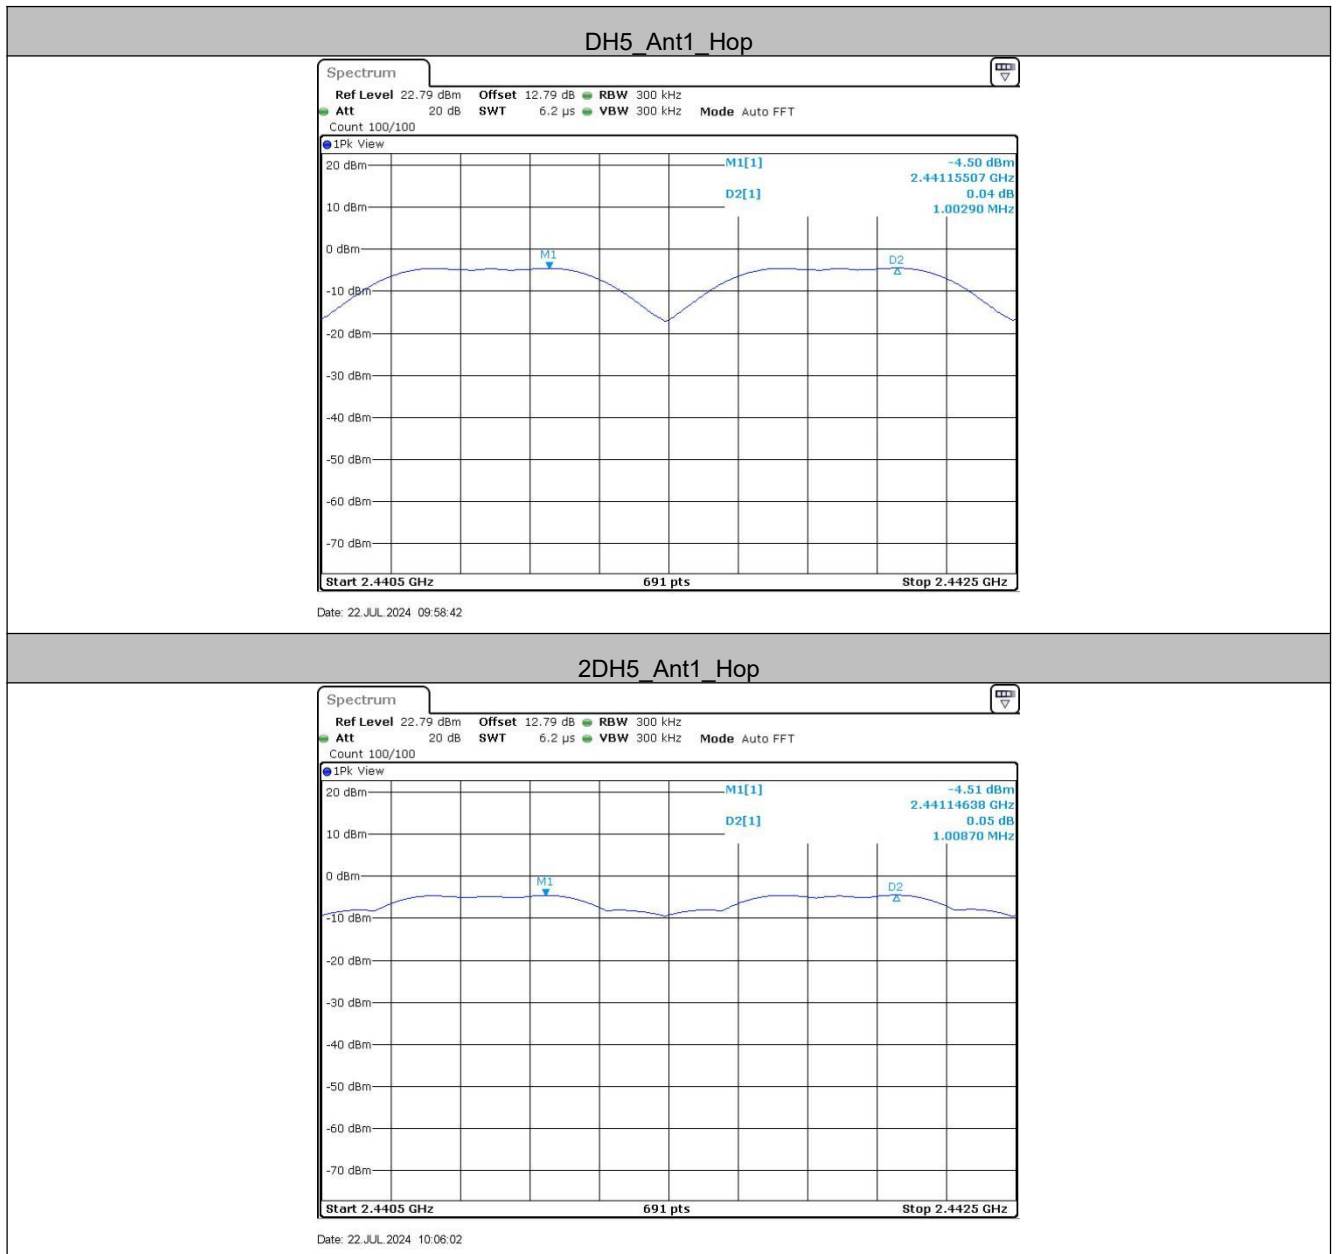 DH5_Ant1_Hop
Spectrum
Ref Level 22.79 dBm Offset 12.79 dB RBW 300 kHz
Att 20 dB SWT 6.2 µs VBW 300 kHz Mode Auto FFT
Count 100/100
1Pk View
M1[1] -4.50 dBm
2.44115507 GHz
D2[1] 0.04 dB
1.00290 MHz
20 dBm
10 dBm
0 dBm
M1
D2
-10 dBm
-20 dBm
-30 dBm
-40 dBm
-50 dBm
-60 dBm
-70 dBm
Start 2.4405 GHz 691 pts Stop 2.4425 GHz
Date: 22.JUL.2024 09:58:42
2DH5_Ant1_Hop
Spectrum
Ref Level 22.79 dBm Offset 12.79 dB RBW 300 kHz
Att 20 dB SWT 6.2 µs VBW 300 kHz Mode Auto FFT
Count 100/100
1Pk View
M1[1] -4.51 dBm
2.44114638 GHz
D2[1] 0.05 dB
1.00870 MHz
20 dBm
10 dBm
0 dBm
M1
D2
-10 dBm
-20 dBm
-30 dBm
-40 dBm
-50 dBm
-60 dBm
-70 dBm
Start 2.4405 GHz 691 pts Stop 2.4425 GHz
Date: 22.JUL.2024 10:06:02